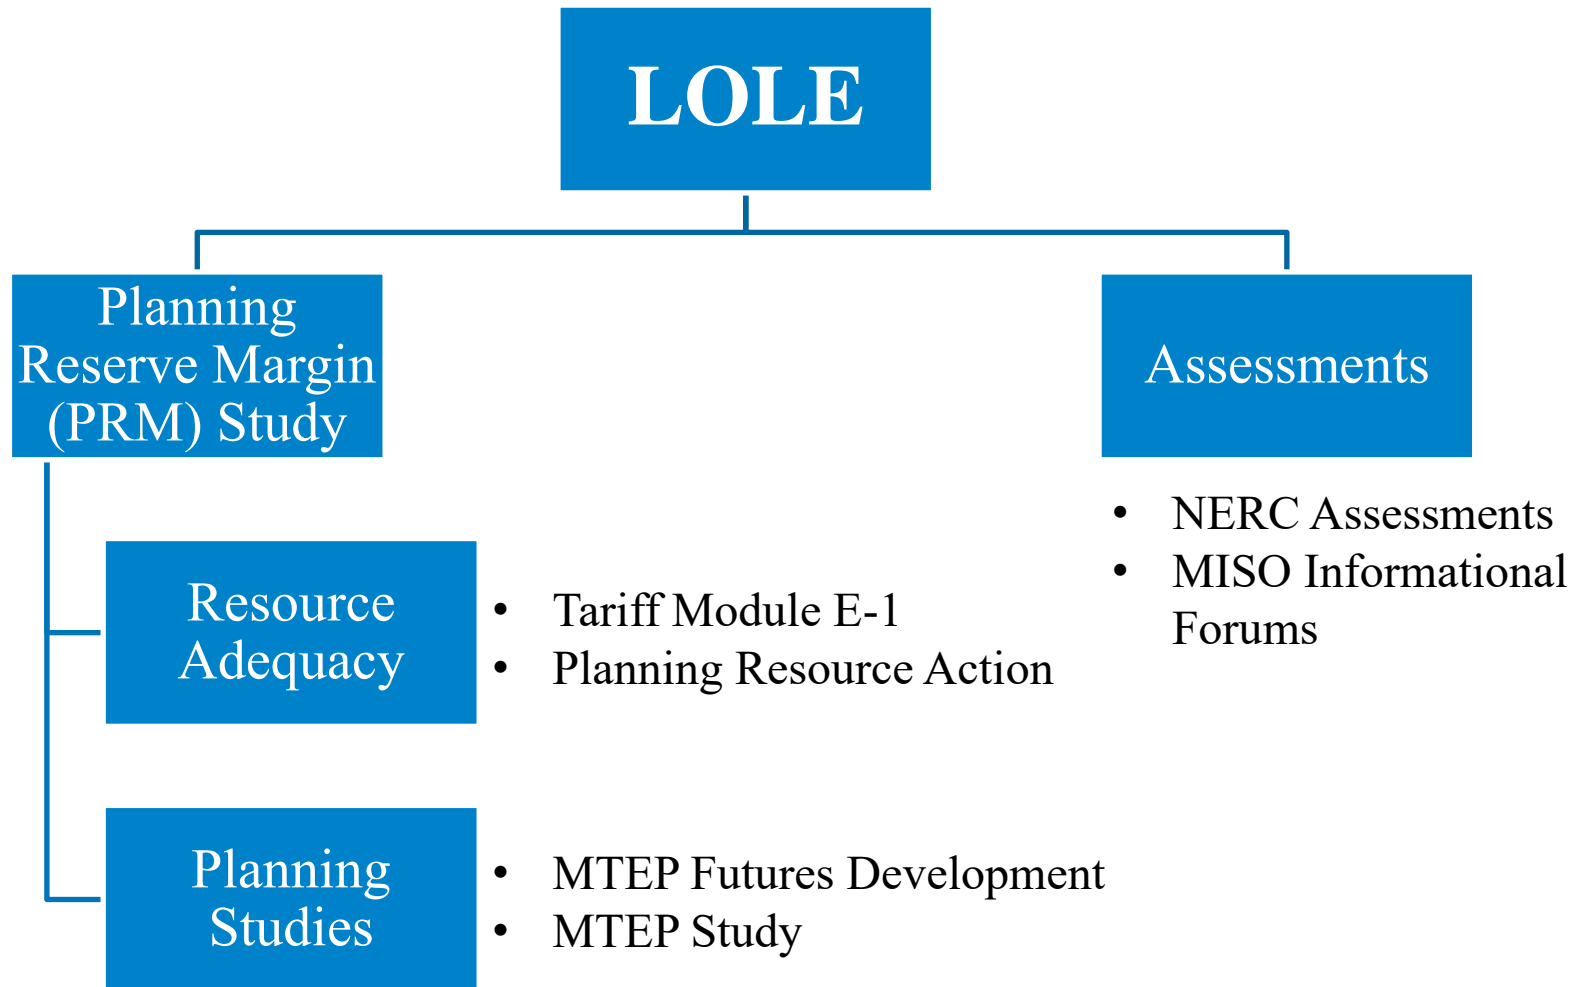 LOLE
Planning
Reserve Margin
(PRM) Study
Assessments
• NERC Assessments
• MISO Informational
Forums
Resource
Adequacy
• Tariff Module E-1
• Planning Resource Action
Planning
Studies
• MTEP Futures Development
• MTEP Study